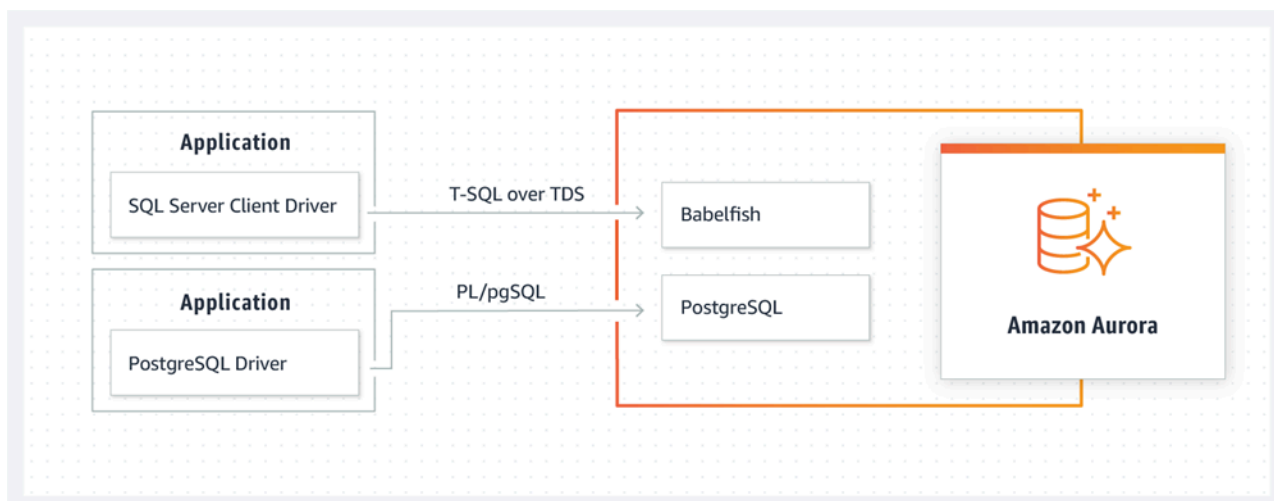 Application
SQL Server Client Driver
T-SQL over TDS
Babelfish
Application
PostgreSQL Driver
PL/pgSQL
PostgreSQL
Amazon Aurora